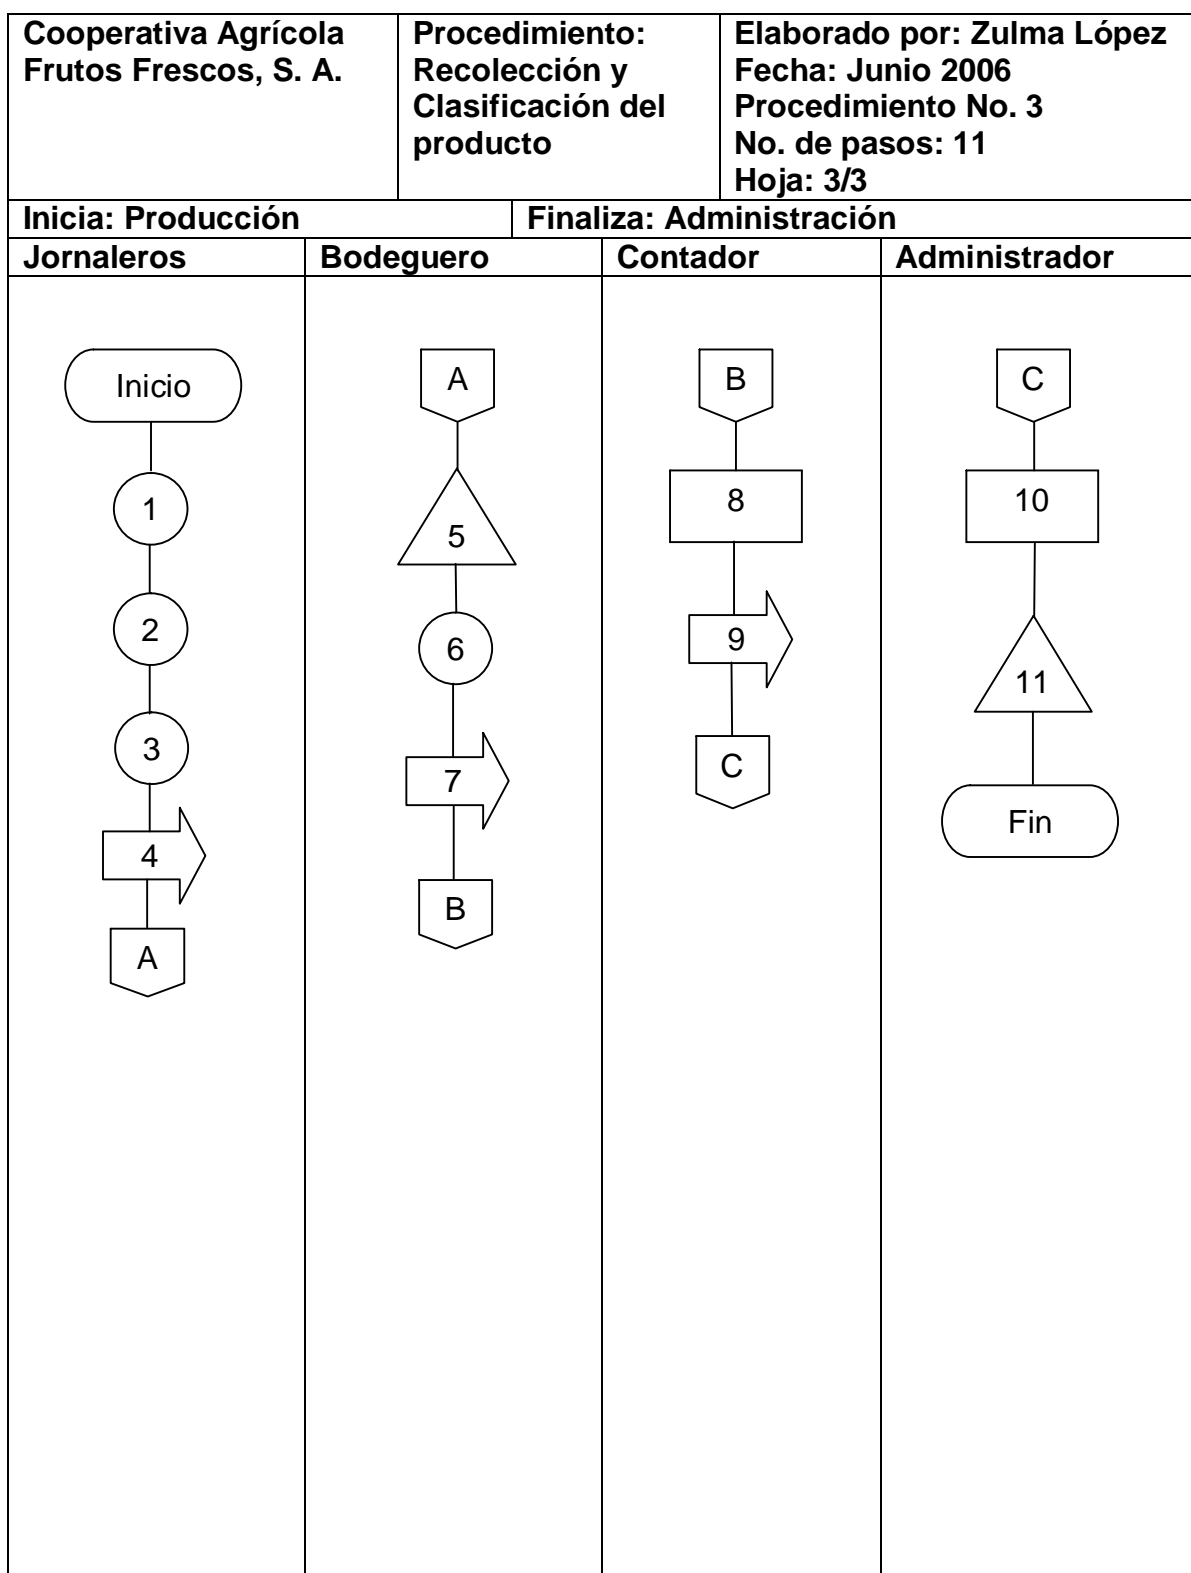 Cooperativa Agrícola
Frutos Frescos, S. A.
Procedimiento:
Recolección y
Clasificación del
producto
Elaborado por: Zulma López
Fecha: Junio 2006
Procedimiento No. 3
No. de pasos: 11
Hoja: 3/3
Inicia: Producción
Finaliza: Administración
Jornaleros
Bodeguero
Contador
Administrador
Inicio
1
2
3
4
A
A
5
6
7
B
B
8
9
C
C
10
11
Fin